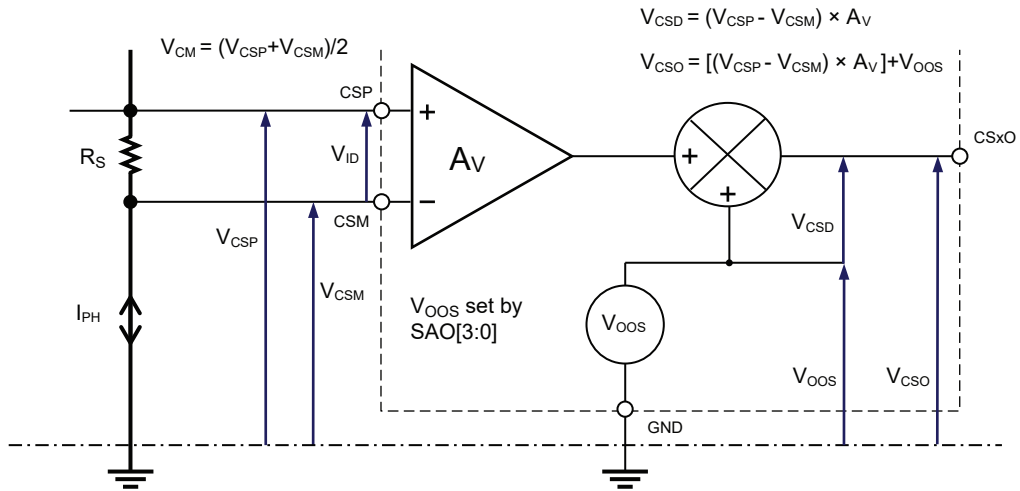 V_CSD = (V_CSP - V_CSM) × A_V
V_CM = (V_CSP+V_CSM)/2
V_CSO = [(V_CSP - V_CSM) × A_V]+V_OOS
CSP
CSxO
+
R_S
V_ID
A_V
+
CSM
−
+
V_CSP
V_CSD
V_CSM
I_PH
V_OOS set by
SAO[3:0]
V_OOS
V_OOS
V_CSO
GND